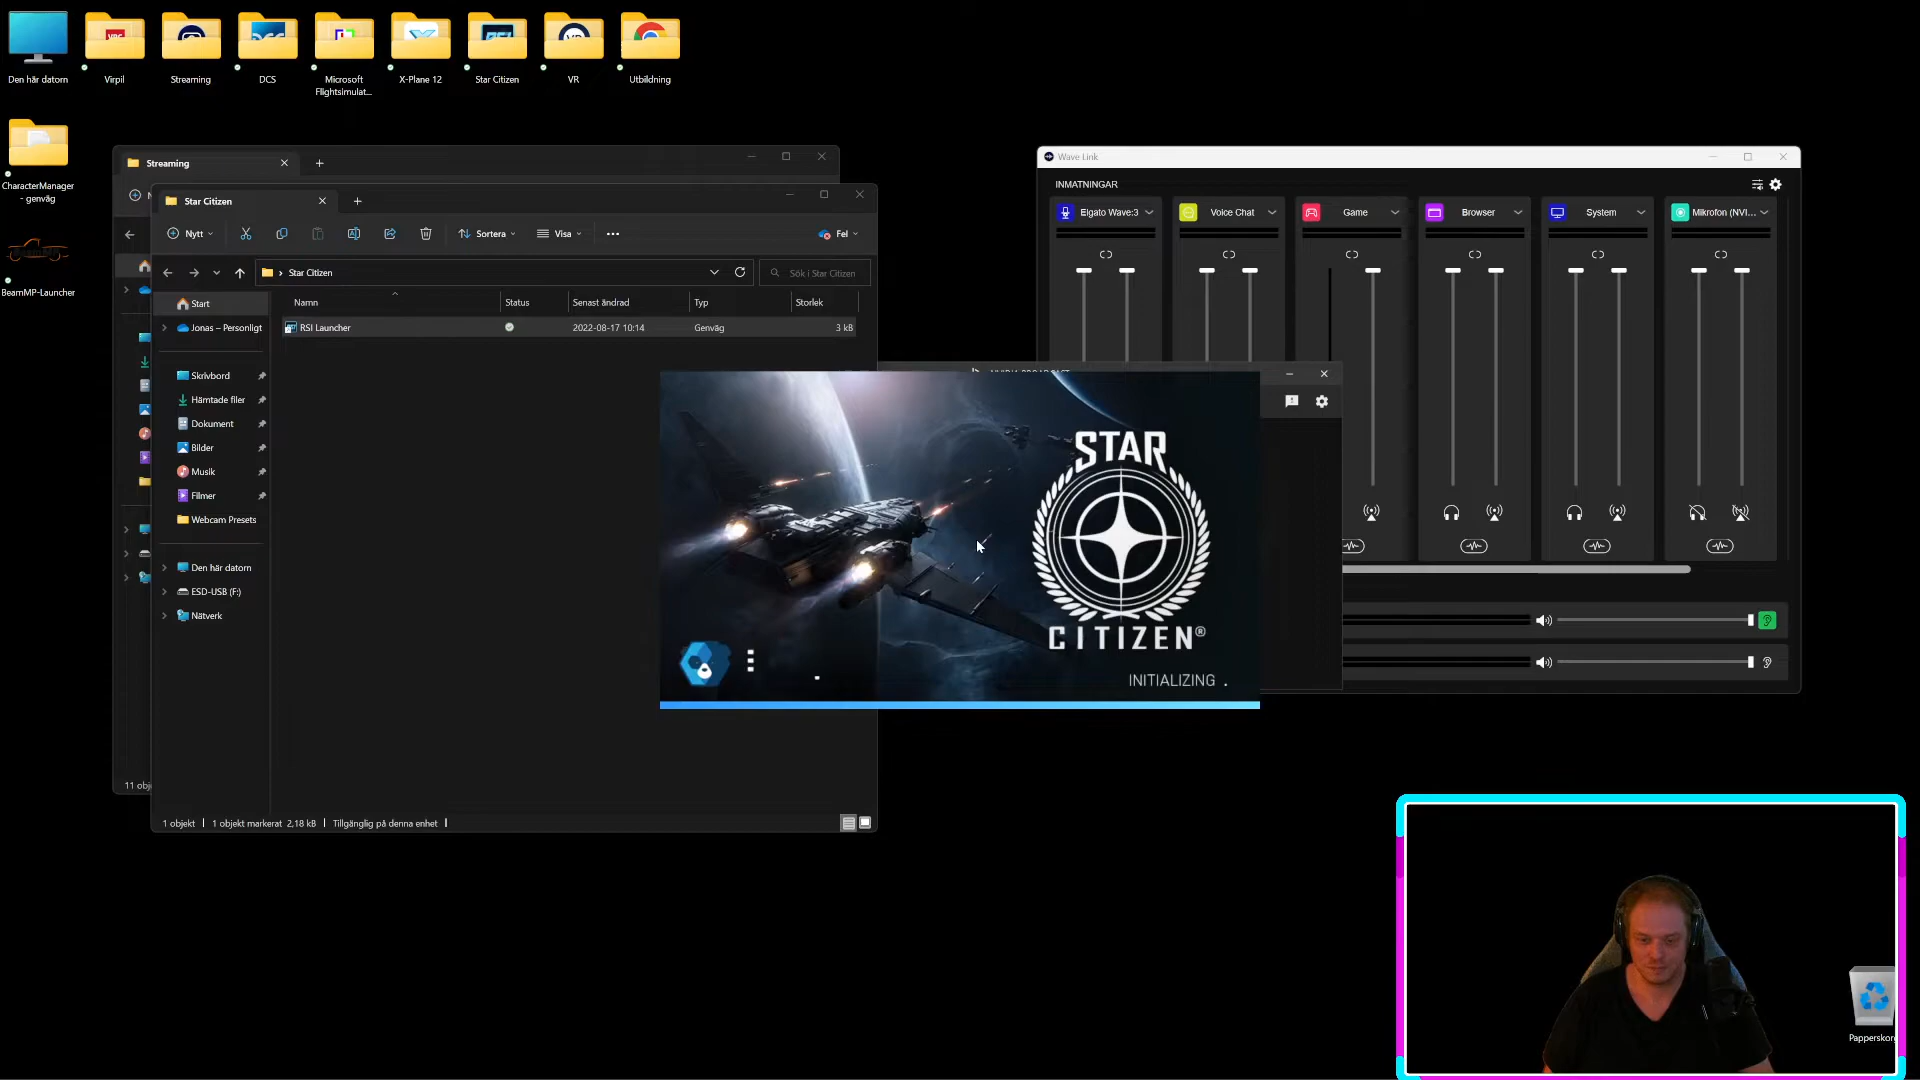 Den här datorn
Virpil
Streaming
DCS
Microsoft
Flightsimulat...
X-Plane 12
Star Citizen
VR
Utbildning
CharacterManager
- genväg
BeamMP-Launcher
Streaming
Star Citizen
Nytt
Sortera
Visa
Fel
Star Citizen
Sök i Star Citizen
Namn
Status
Senast ändrad
Typ
Storlek
RSI Launcher
2022-08-17 10:14
Genväg
3 kB
Start
Jonas – Personligt
Skrivbord
Hämtade filer
Dokument
Bilder
Musik
Filmer
Webcam Presets
Den här datorn
ESD-USB (F:)
Nätverk
11 obj
1 objekt
1 objekt markerat 2,18 kB
Tillgänglig på denna enhet
Wave Link
INMATNINGAR
Elgato Wave:3
Voice Chat
Game
Browser
System
Mikrofon (NVI...
STAR
CITIZEN®
INITIALIZING .
Papperskor